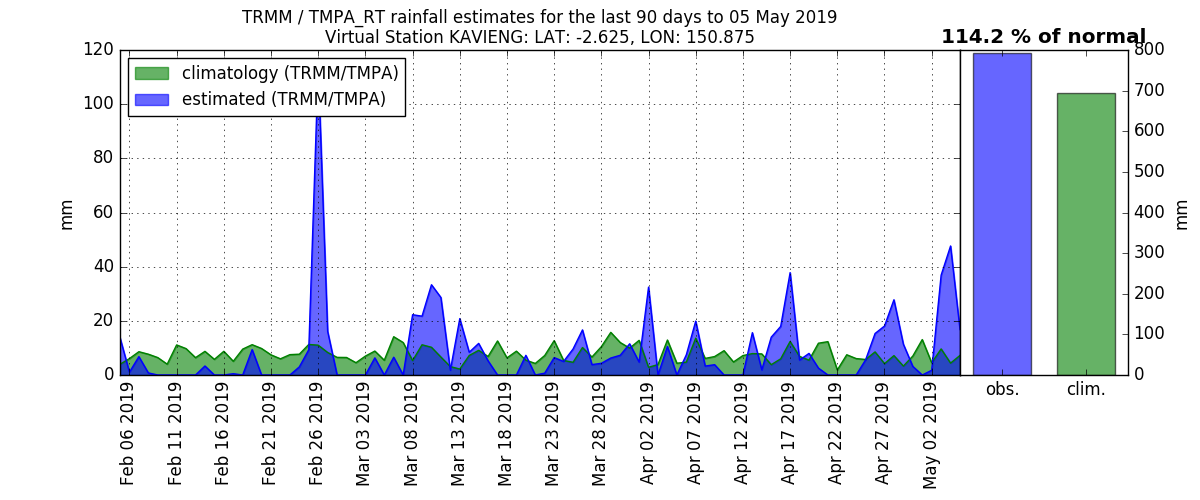 TRMM / TMPA_RT rainfall estimates for the last 90 days to 05 May 2019
Virtual Station KAVIENG: LAT: -2.625, LON: 150.875
114.2 % of normal
climatology (TRMM/TMPA)
estimated (TRMM/TMPA)
mm
120
100
80
60
40
20
0
Feb 06 2019
Feb 11 2019
Feb 16 2019
Feb 21 2019
Feb 26 2019
Mar 03 2019
Mar 08 2019
Mar 13 2019
Mar 18 2019
Mar 23 2019
Mar 28 2019
Apr 02 2019
Apr 07 2019
Apr 12 2019
Apr 17 2019
Apr 22 2019
Apr 27 2019
May 02 2019
obs.
clim.
800
700
600
500
400
300
200
100
0
mm